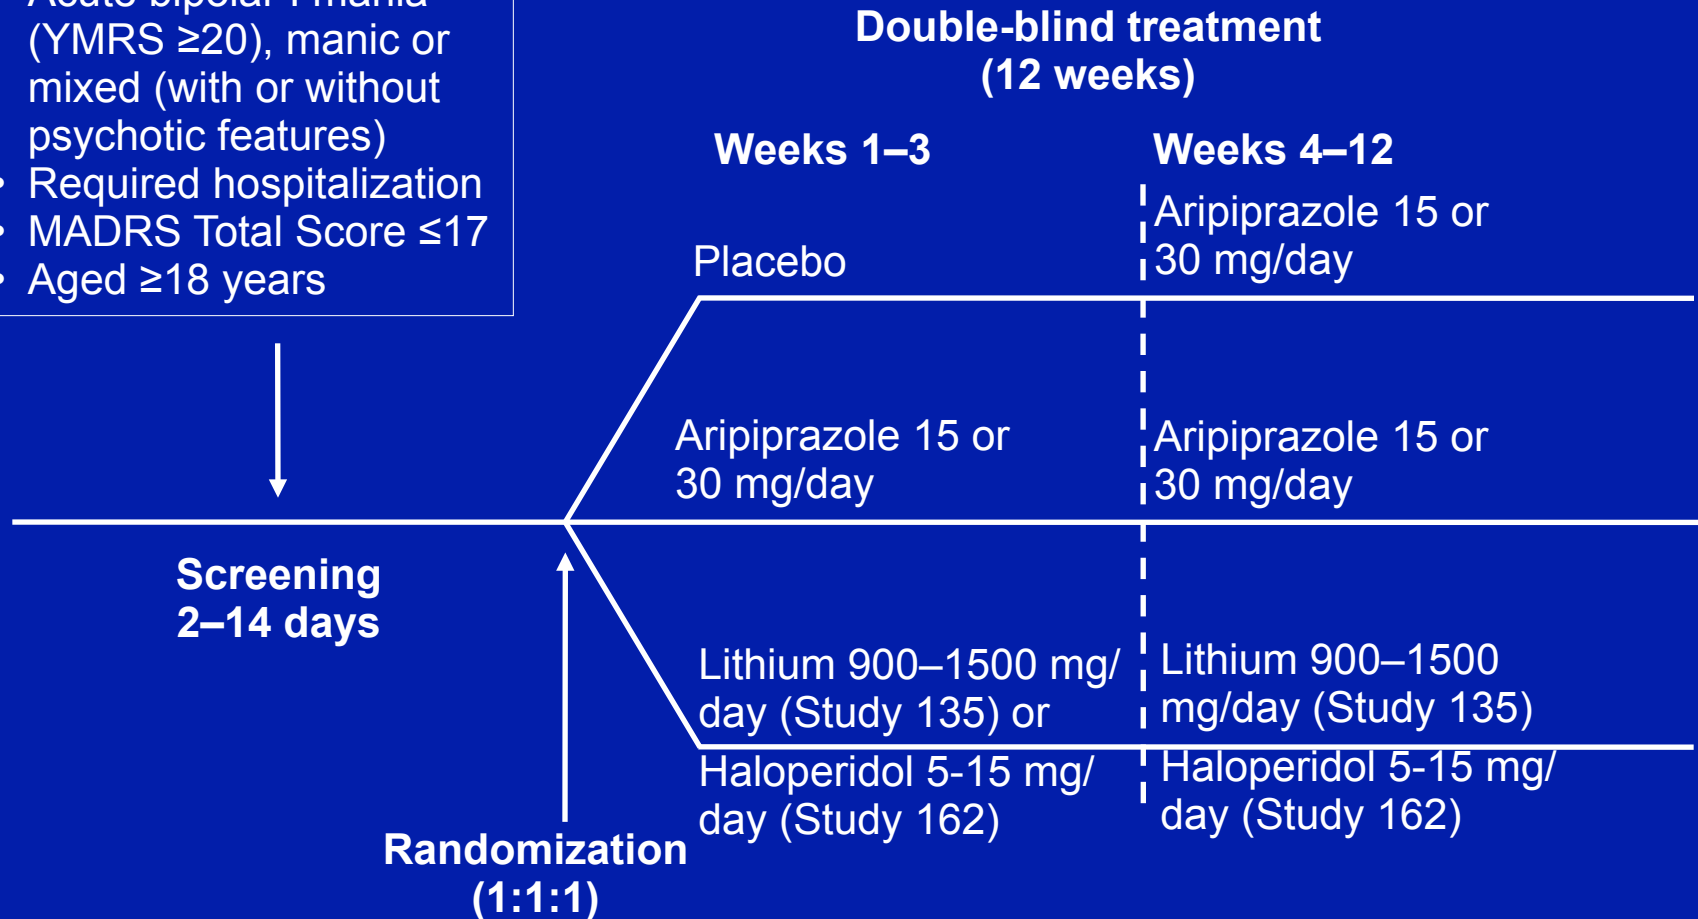 Acute bipolar I mania
(YMRS ≥20), manic or
mixed (with or without
psychotic features)
• Required hospitalization
• MADRS Total Score ≤17
• Aged ≥18 years
Double-blind treatment
(12 weeks)
Weeks 1–3
Weeks 4–12
Placebo
Aripiprazole 15 or
30 mg/day
Aripiprazole 15 or
30 mg/day
Aripiprazole 15 or
30 mg/day
Screening
2–14 days
Lithium 900–1500 mg/
day (Study 135) or
Haloperidol 5-15 mg/
day (Study 162)
Lithium 900–1500
mg/day (Study 135)
Haloperidol 5-15 mg/
day (Study 162)
Randomization
(1:1:1)